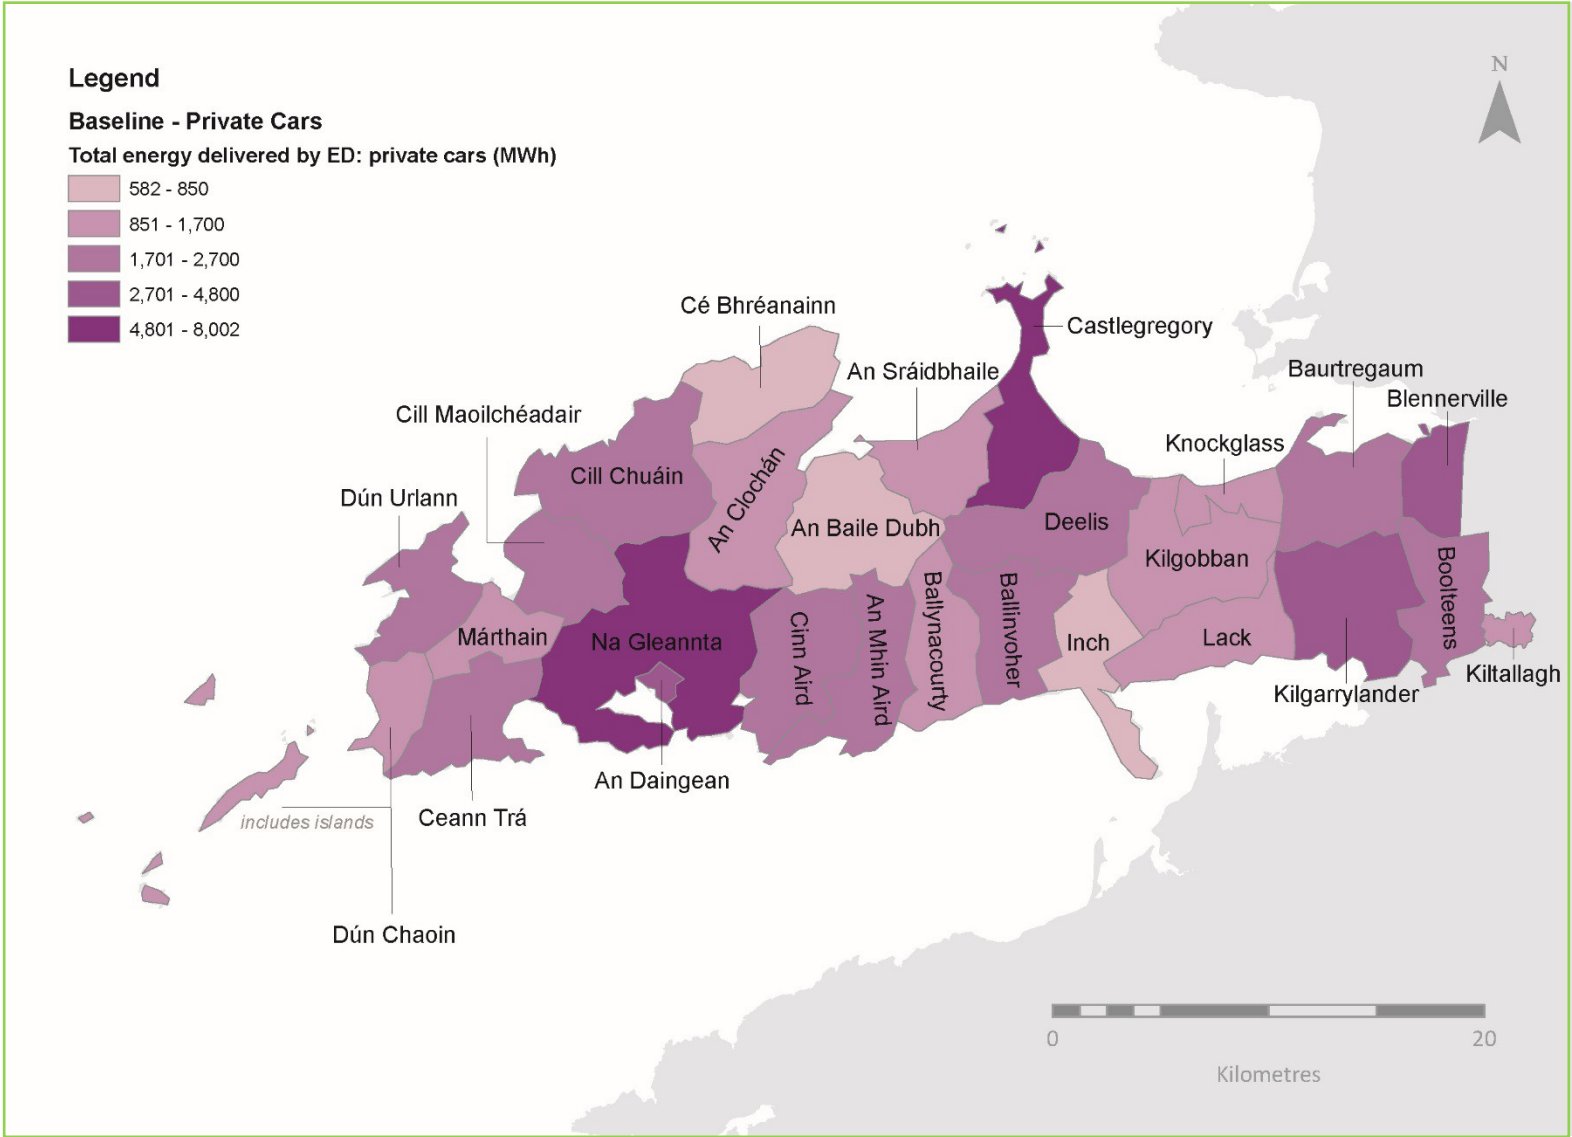 Legend
Baseline - Private Cars
Total energy delivered by ED: private cars (MWh)
582 - 850
851 - 1,700
1,701 - 2,700
2,701 - 4,800
4,801 - 8,002
N
Cé Bhréanainn
Castlegregory
An Sráidbhaile
Baurtregaum
Blennerville
Cill Maoilchéadair
Knockglass
Cill Chuáin
Dún Urlann
An Clochán
An Baile Dubh
Deelis
Kilgobban
Boolteens
Márthain
Na Gleannta
Cinn Aird
An Mhin Aird
Ballynacourty
Ballinvoher
Inch
Lack
Kiltallagh
Kilgarrylander
An Daingean
Ceann Trá
includes islands
Dún Chaoin
0
20
Kilometres